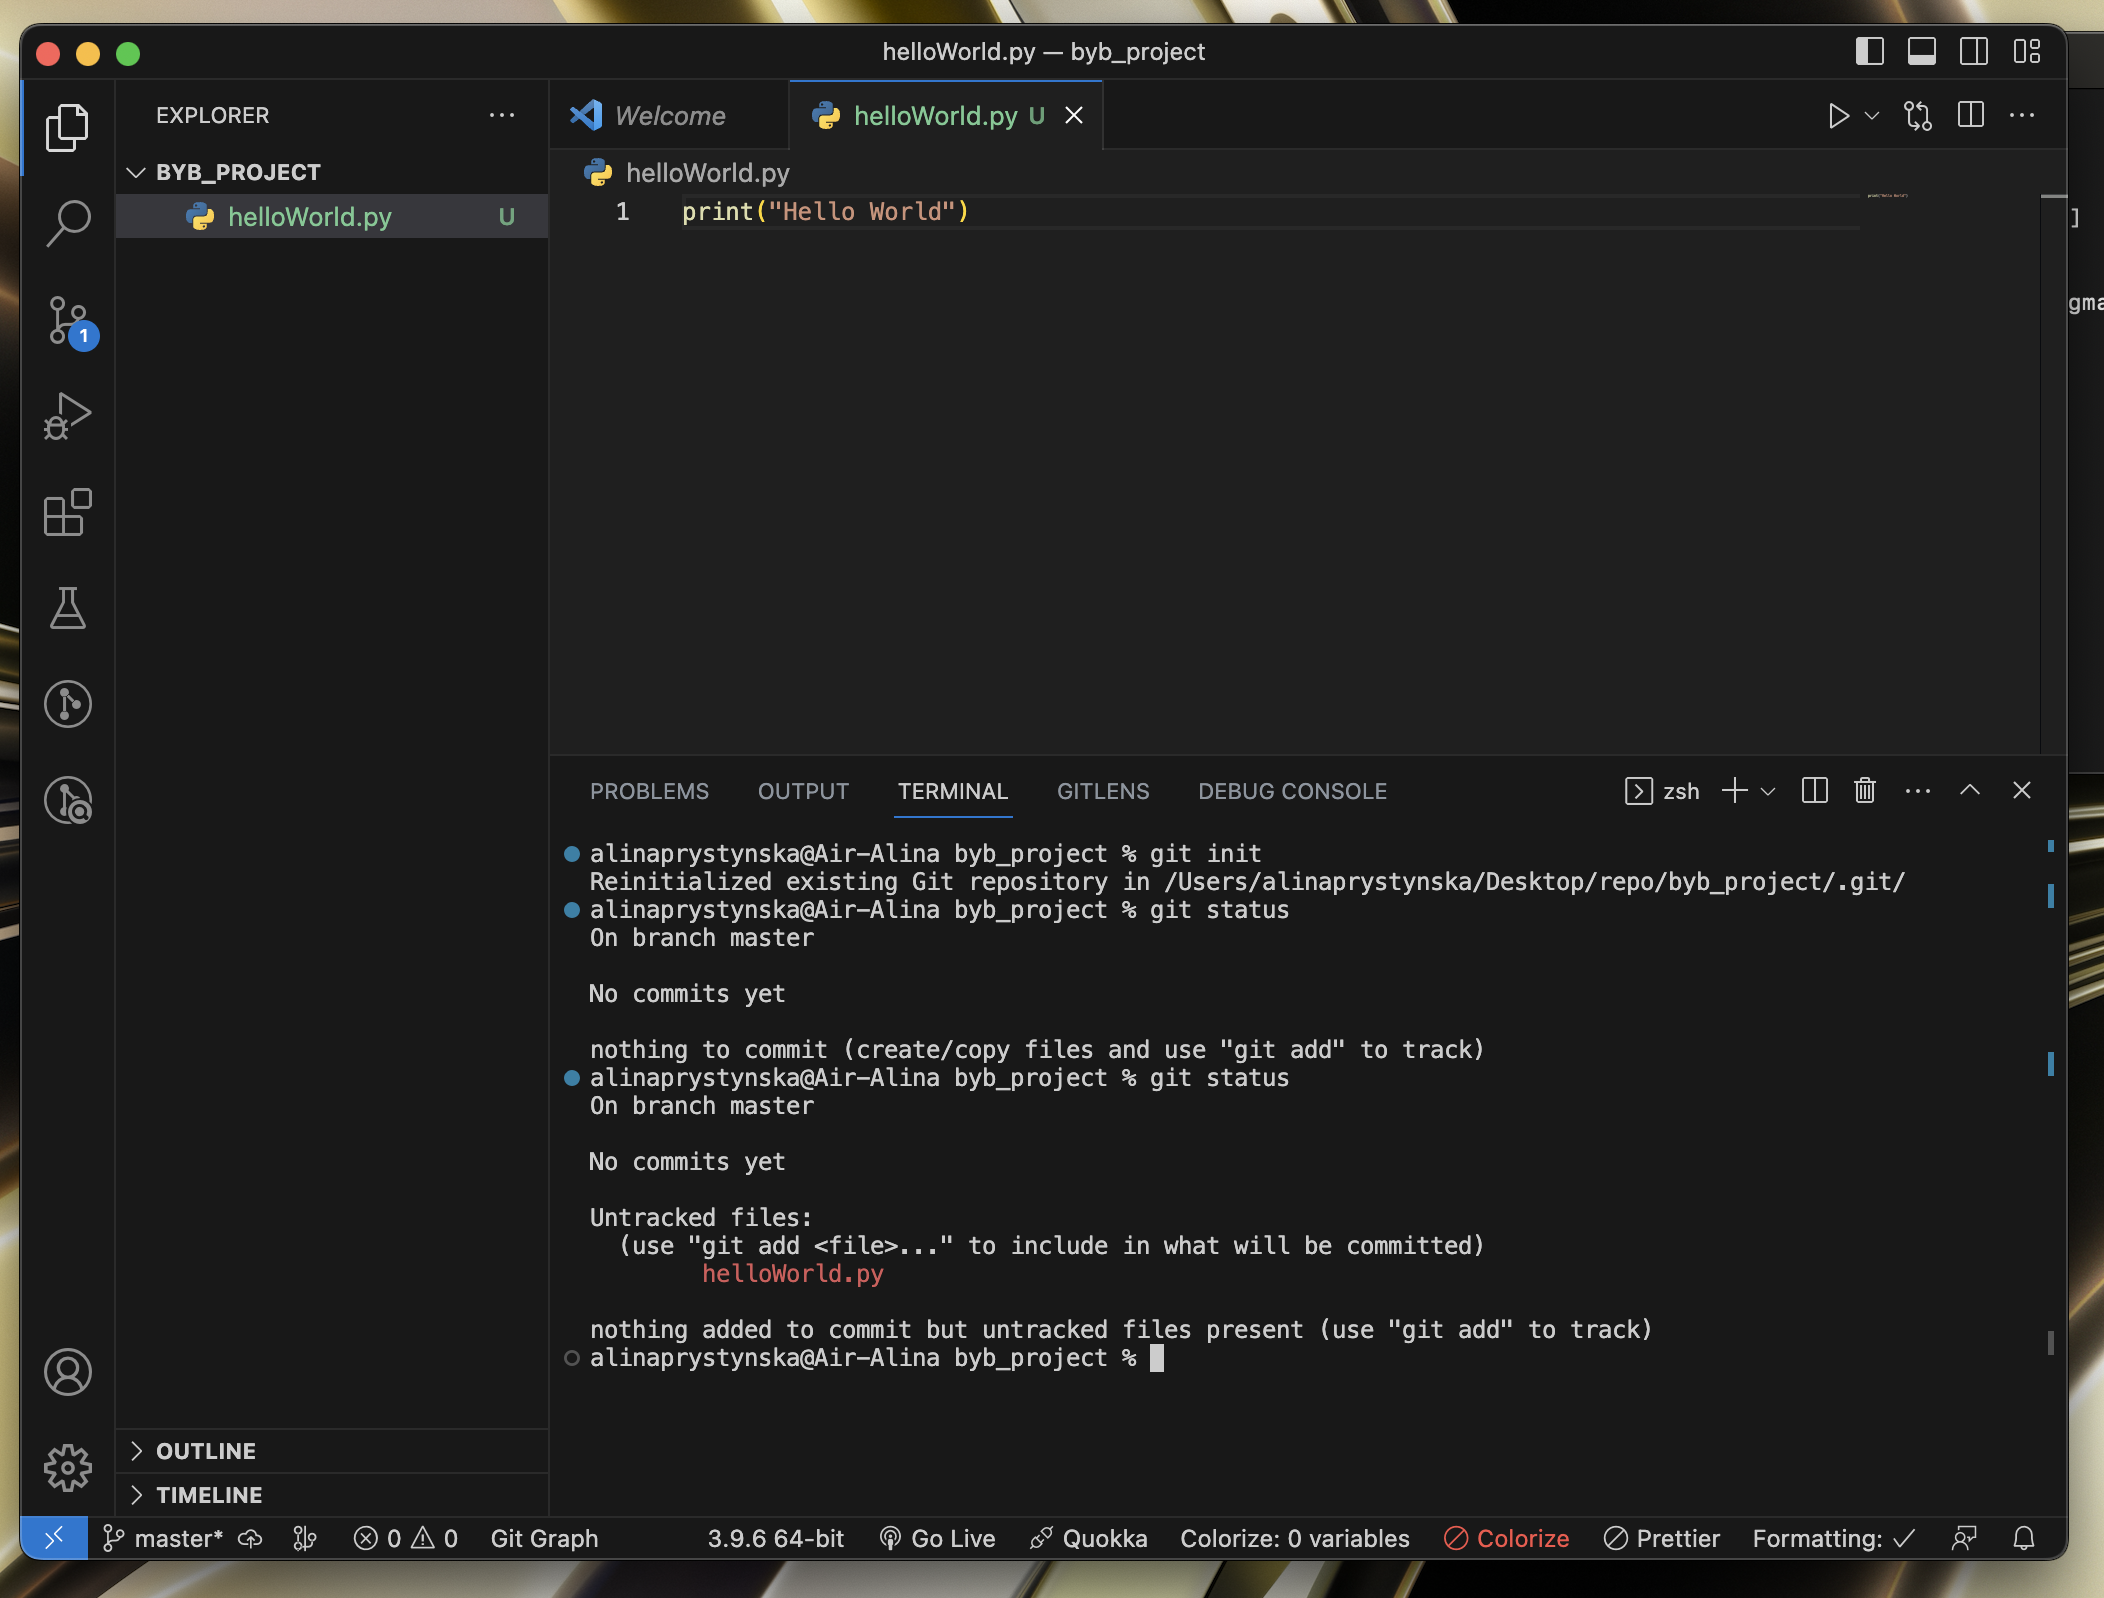 helloWorld.py — byb_project
EXPLORER
BYB_PROJECT
helloWorld.py U
OUTLINE
TIMELINE
1
Welcome
helloWorld.py U
helloWorld.py
1 print("Hello World")
]
PROBLEMS OUTPUT TERMINAL GITLENS DEBUG CONSOLE zsh
alinaprystynska@Air-Alina byb_project % git init
Reinitialized existing Git repository in /Users/alinaprystynska/Desktop/repo/byb_project/.git/
alinaprystynska@Air-Alina byb_project % git status
On branch master
No commits yet
nothing to commit (create/copy files and use "git add" to track)
alinaprystynska@Air-Alina byb_project % git status
On branch master
No commits yet
Untracked files:
(use "git add <file>..." to include in what will be committed)
helloWorld.py
nothing added to commit but untracked files present (use "git add" to track)
alinaprystynska@Air-Alina byb_project %
master* 0 0 Git Graph 3.9.6 64-bit Go Live Quokka Colorize: 0 variables Colorize Prettier Formatting: ✓